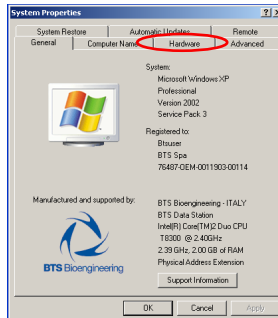 System Properties
System Restore Automatic Updates Remote
General Computer Name Hardware Advanced
System:
Microsoft Windows XP
Professional
Version 2002
Service Pack 3
Registered to:
Btsuser
BTS Spa
76487-OEM-0011903-00114
Manufactured and supported by:
BTS Bioengineering - ITALY
BTS Data Station
Intel(R) Core(TM)2 Duo CPU
T8300 @ 2.40GHz
2.39 GHz, 2.00 GB of RAM
Physical Address Extension
BTS Bioengineering
Support Information
OK Cancel Apply